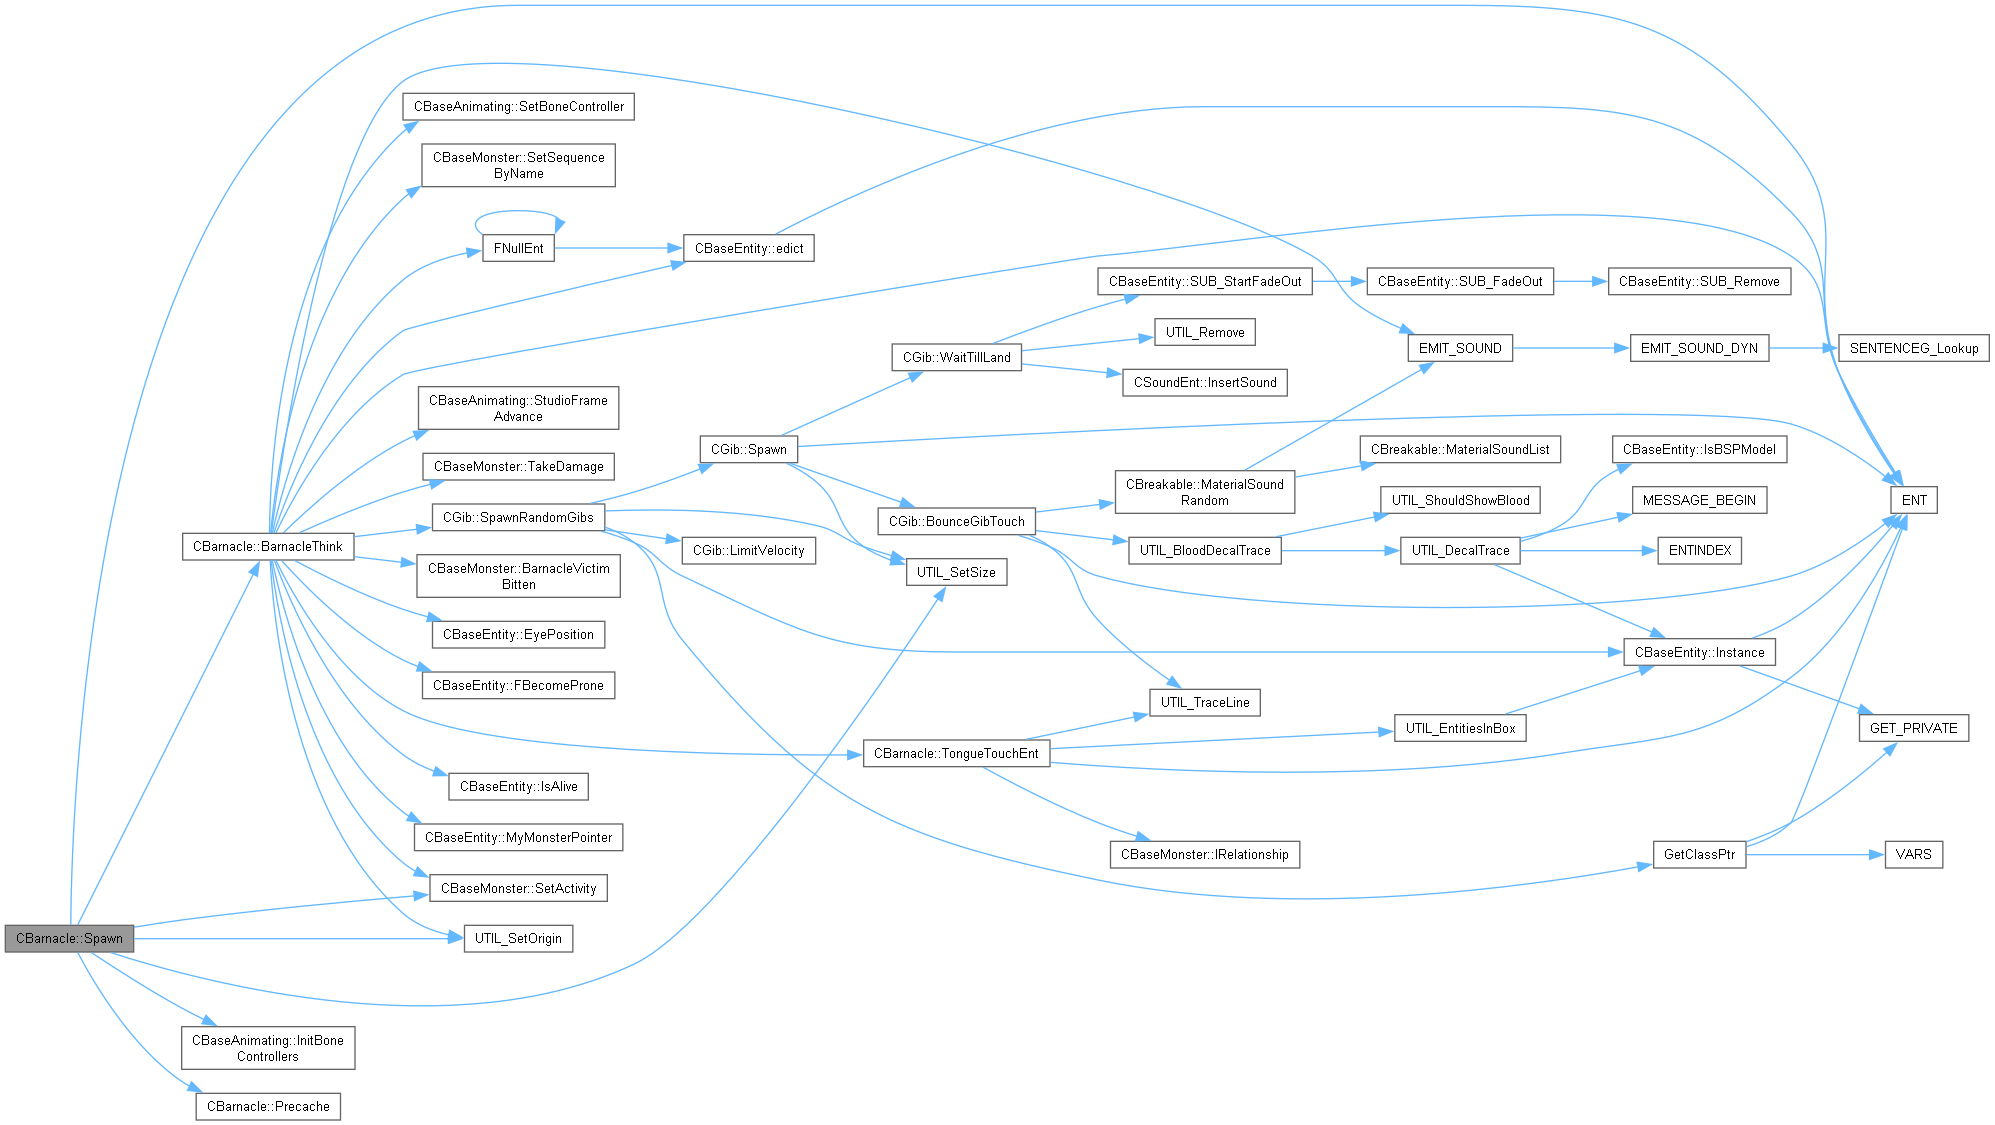 CBarnacle::Spawn
CBarnacle::BarnacleThink
CBaseAnimating::InitBone
Controllers
CBarnacle::Precache
CBaseAnimating::SetBoneController
CBaseMonster::SetSequence
ByName
FNullEnt
CBaseAnimating::StudioFrame
Advance
CBaseMonster::TakeDamage
CGib::SpawnRandomGibs
CBaseMonster::BarnacleVictim
Bitten
CBaseEntity::EyePosition
CBaseEntity::FBecomeProne
CBaseEntity::IsAlive
CBaseEntity::MyMonsterPointer
CBaseMonster::SetActivity
UTIL_SetOrigin
CBaseEntity::edict
CGib::Spawn
CGib::LimitVelocity
CGib::WaitTillLand
CGib::BounceGibTouch
UTIL_SetSize
CBarnacle::TongueTouchEnt
CBaseEntity::SUB_StartFadeOut
UTIL_Remove
CSoundEnt::InsertSound
CBreakable::MaterialSound
Random
UTIL_BloodDecalTrace
UTIL_TraceLine
CBaseMonster::IRelationship
CBaseEntity::SUB_FadeOut
EMIT_SOUND
CBreakable::MaterialSoundList
UTIL_ShouldShowBlood
UTIL_DecalTrace
UTIL_EntitiesInBox
CBaseEntity::SUB_Remove
EMIT_SOUND_DYN
CBaseEntity::IsBSPModel
MESSAGE_BEGIN
ENTINDEX
CBaseEntity::Instance
GetClassPtr
SENTENCEG_Lookup
ENT
GET_PRIVATE
VARS